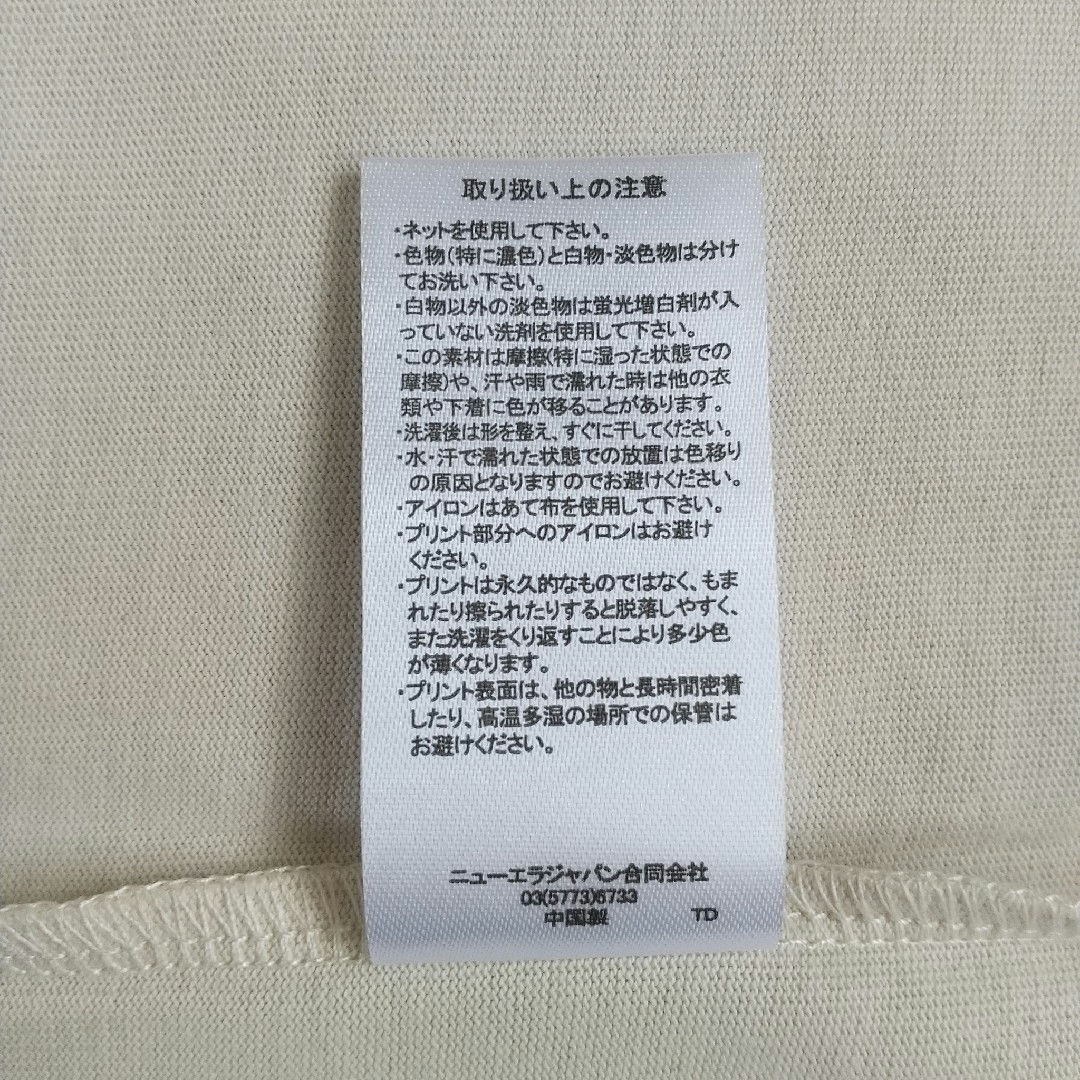 取り扱い上の注意
・ネットを使用して下さい。
・色物(特に濃色)と白物・淡色物は分け
てお洗い下さい。
・白物以外の淡色物は蛍光増白剤が入
っていない洗剤を使用して下さい。
・この素材は摩擦(特に湿った状態での
摩擦)や、汗や雨で濡れた時は他の衣
類や下着に色が移ることがあります。
・洗濯後は形を整え、すぐに干してください。
・水・汗で濡れた状態での放置は色移り
の原因となりますのでお避けください。
・アイロンはあて布を使用して下さい。
・プリント部分へのアイロンはお避け
ください。
・プリントは永久的なものではなく、もま
れたり擦られたりすると脱落しやすく、
また洗濯をくり返すことにより多少色
が薄くなります。
・プリント表面は、他の物と長時間密着
したり、高温多湿の場所での保管は
お避けください。
ニューエラジャパン合同会社
03(5773)6733
中国製 TD